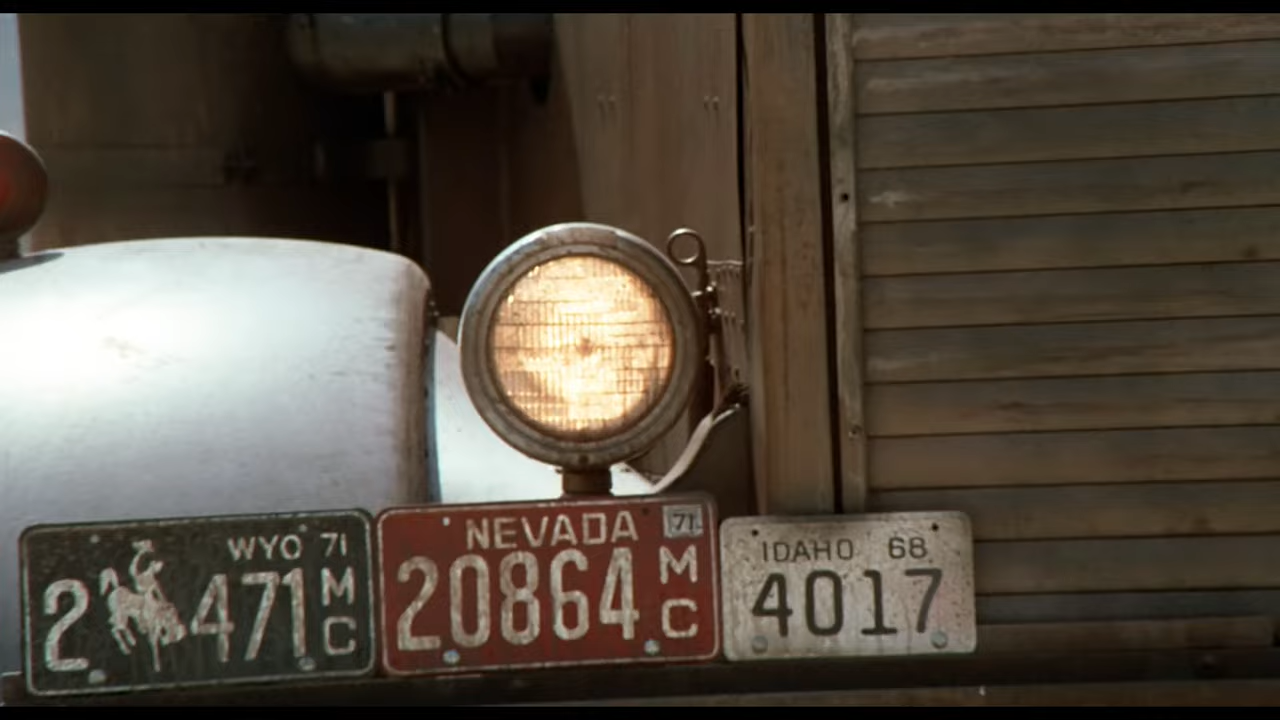 WYO 71
2 471 MC
NEVADA 71
20864 MC
IDAHO 68
4017